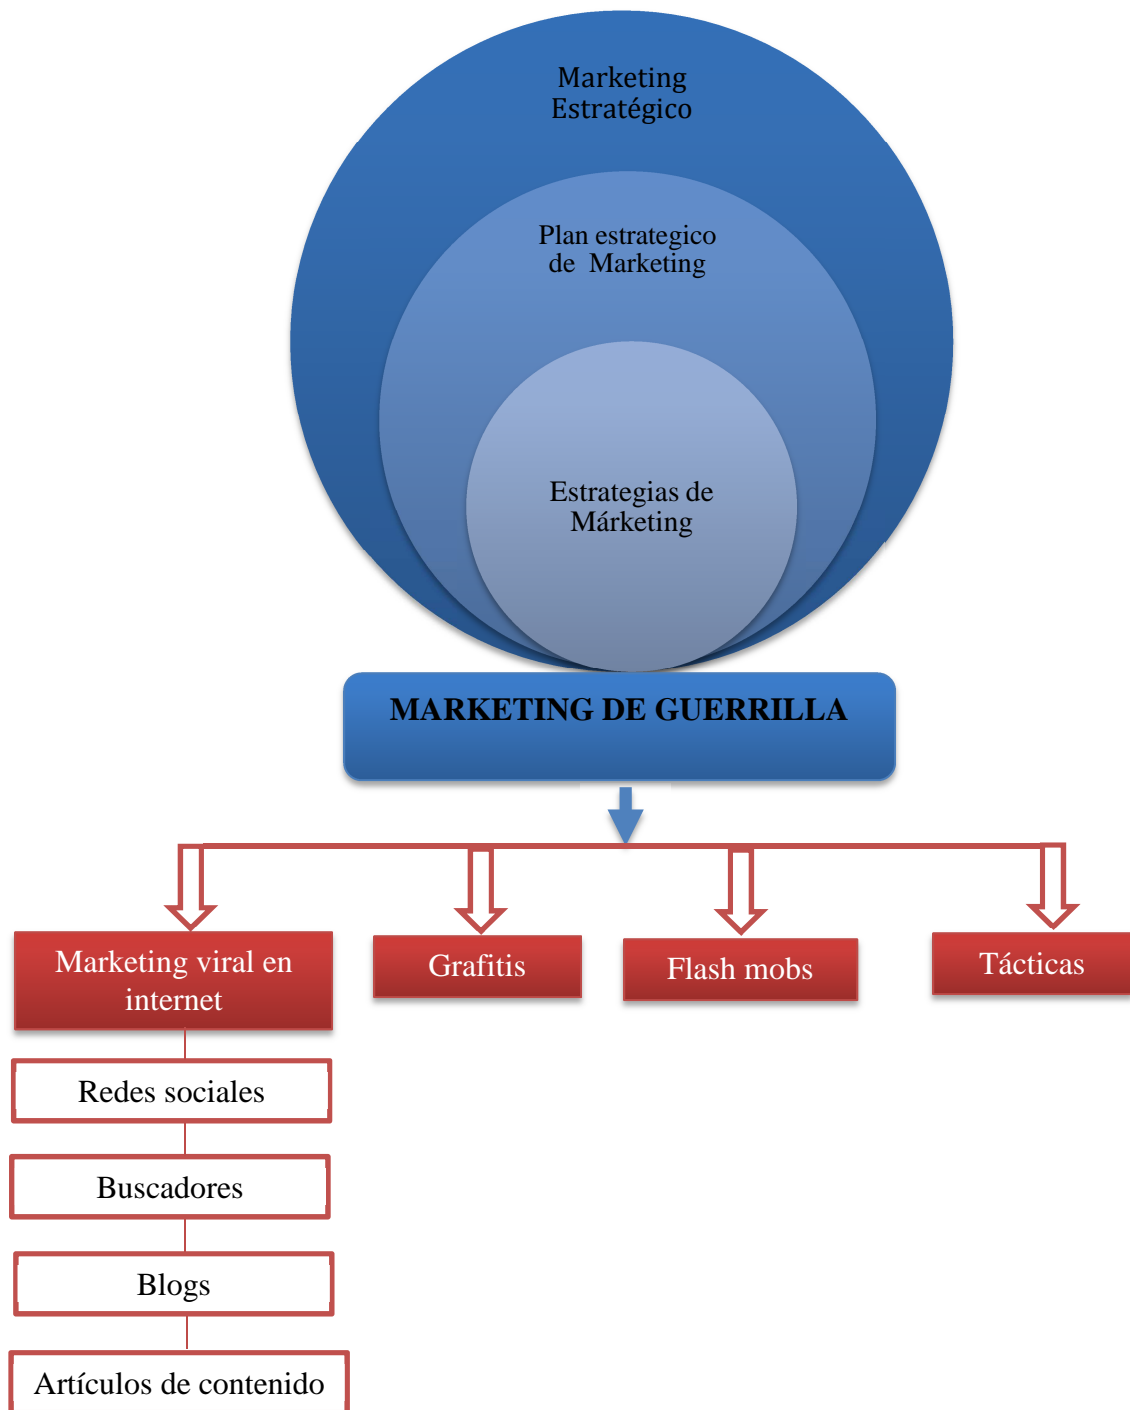 Marketing
Estratégico
Plan estrategico
de Marketing
Estrategias de
Márketing
MARKETING DE GUERRILLA
Marketing viral en
internet
Grafitis
Flash mobs
Tácticas
Redes sociales
Buscadores
Blogs
Artículos de contenido